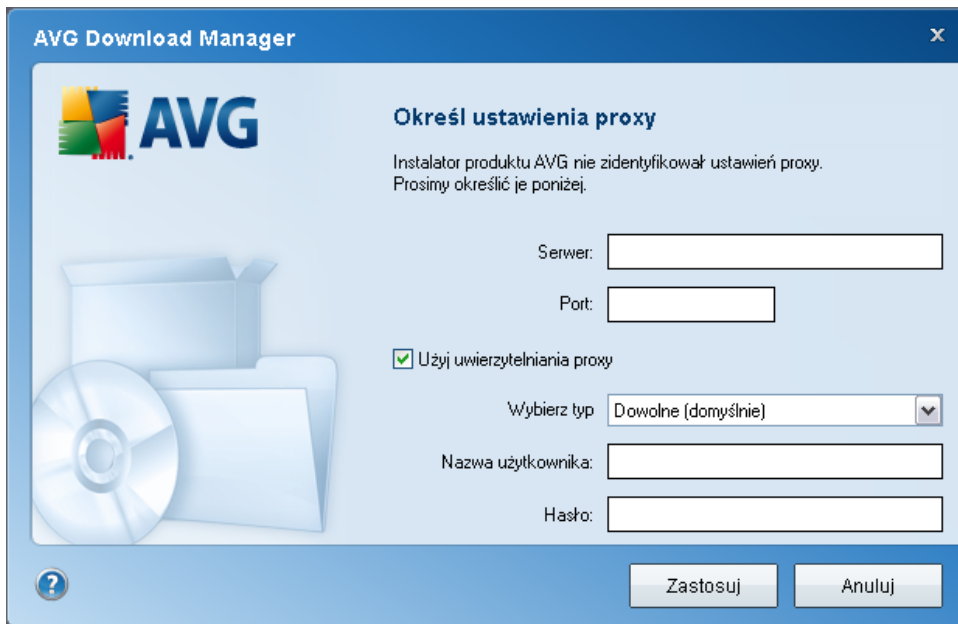 AVG Download Manager
x
AVG
Określ ustawienia proxy
Instalator produktu AVG nie zidentyfikował ustawień proxy.
Prosimy określić je poniżej.
Serwer:
Port:
Użyj uwierzytelniania proxy
Wybierz typ Dowolne (domyślnie)
Nazwa użytkownika:
Hasło:
?
Zastosuj Anuluj